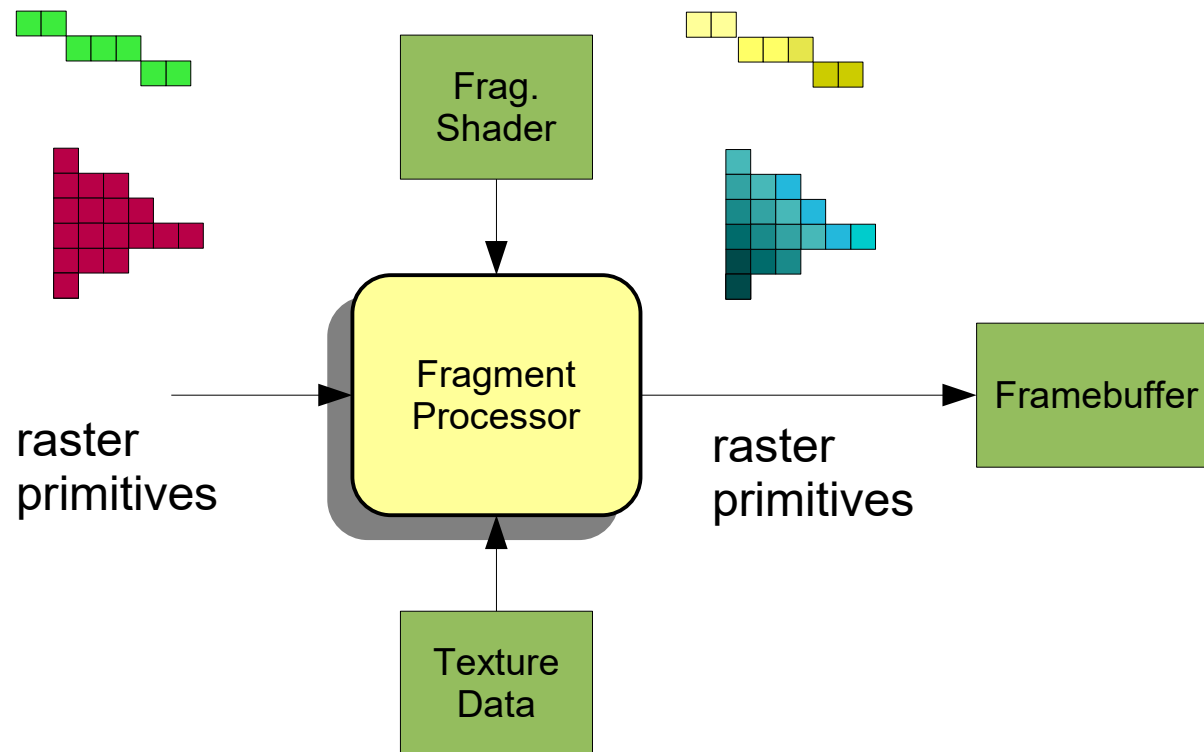 Frag.
Shader
Fragment
Processor
Framebuffer
raster
primitives
raster
primitives
Texture
Data